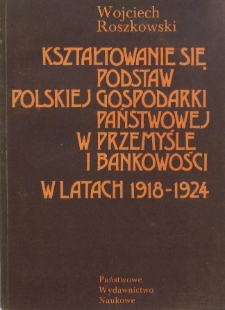 Wojciech
Roszkowski
KSZTAŁTOWANIE SIĘ
PODSTAW
POLSKIEJ GOSPODARKI
PAŃSTWOWEJ
W PRZEMYŚLE
I BANKOWOŚCI
W LATACH 1918-1924
Państwowe
Wydawnictwo
Naukowe